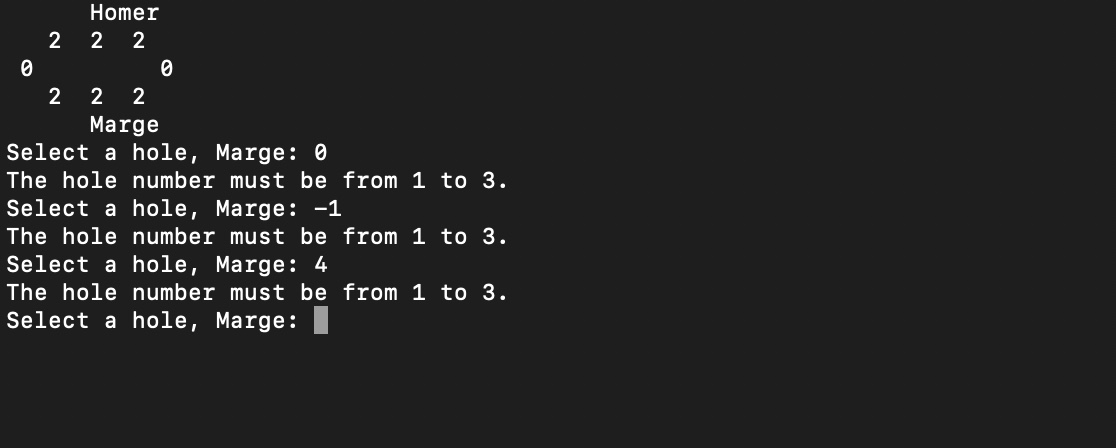 Homer
2 2 2
0 0
2 2 2
Marge
Select a hole, Marge: 0
The hole number must be from 1 to 3.
Select a hole, Marge: -1
The hole number must be from 1 to 3.
Select a hole, Marge: 4
The hole number must be from 1 to 3.
Select a hole, Marge: